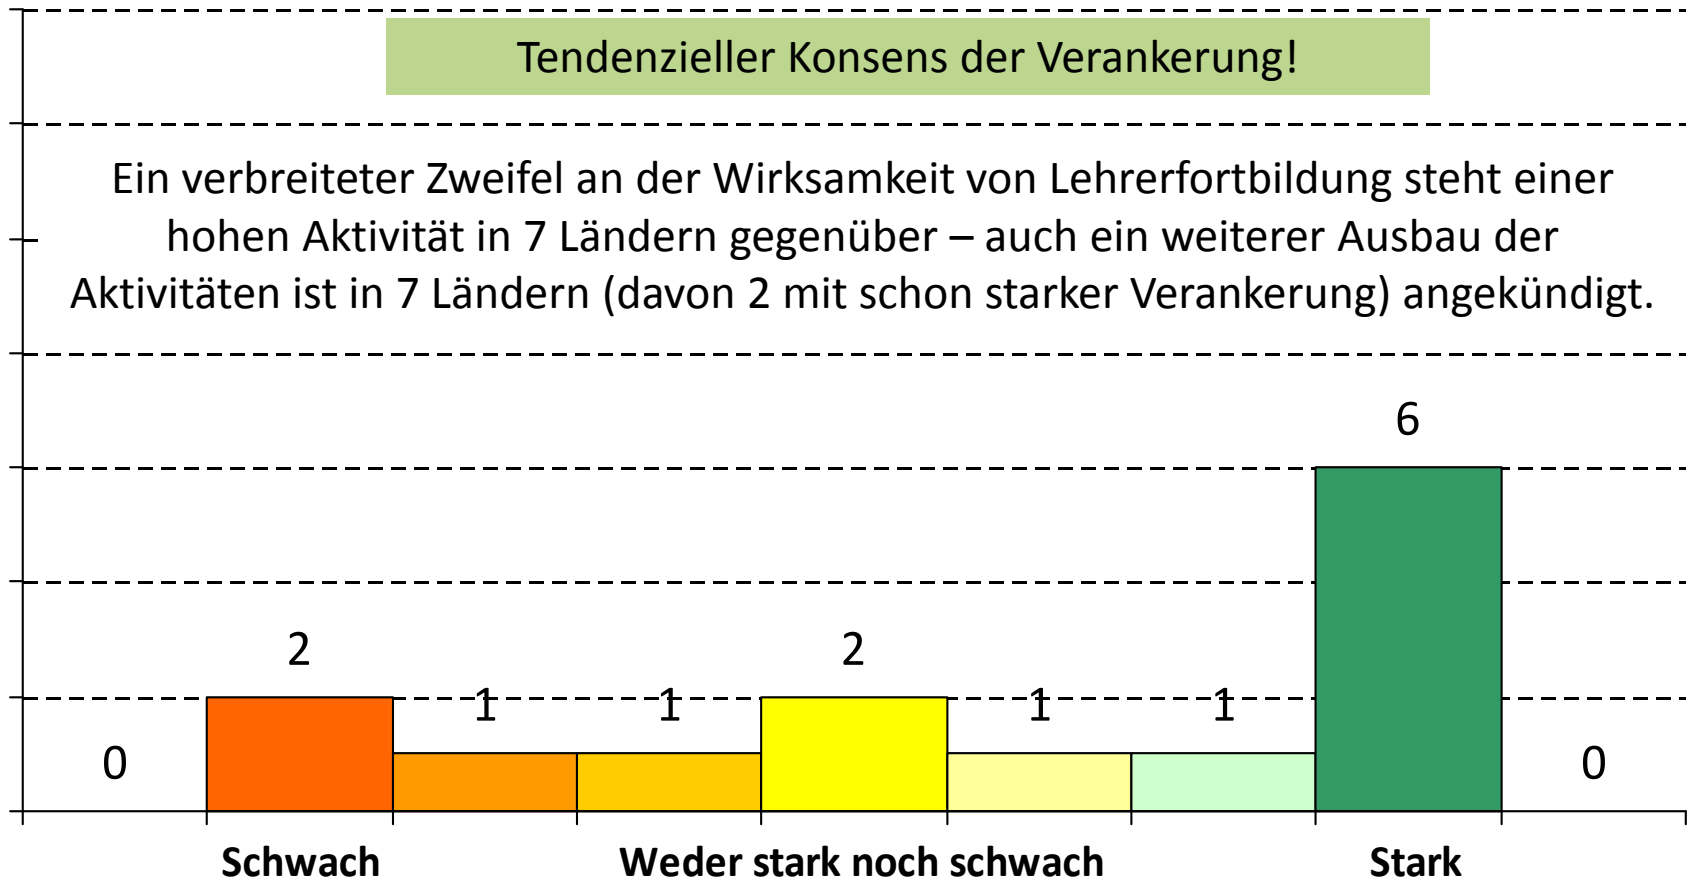 Tendenzieller Konsens der Verankerung!
Ein verbreiteter Zweifel an der Wirksamkeit von Lehrerfortbildung steht einer
hohen Aktivität in 7 Ländern gegenüber – auch ein weiterer Ausbau der
Aktivitäten ist in 7 Ländern (davon 2 mit schon starker Verankerung) angekündigt.
6
2 2
1 1 1 1
0 0
Schwach Weder stark noch schwach Stark